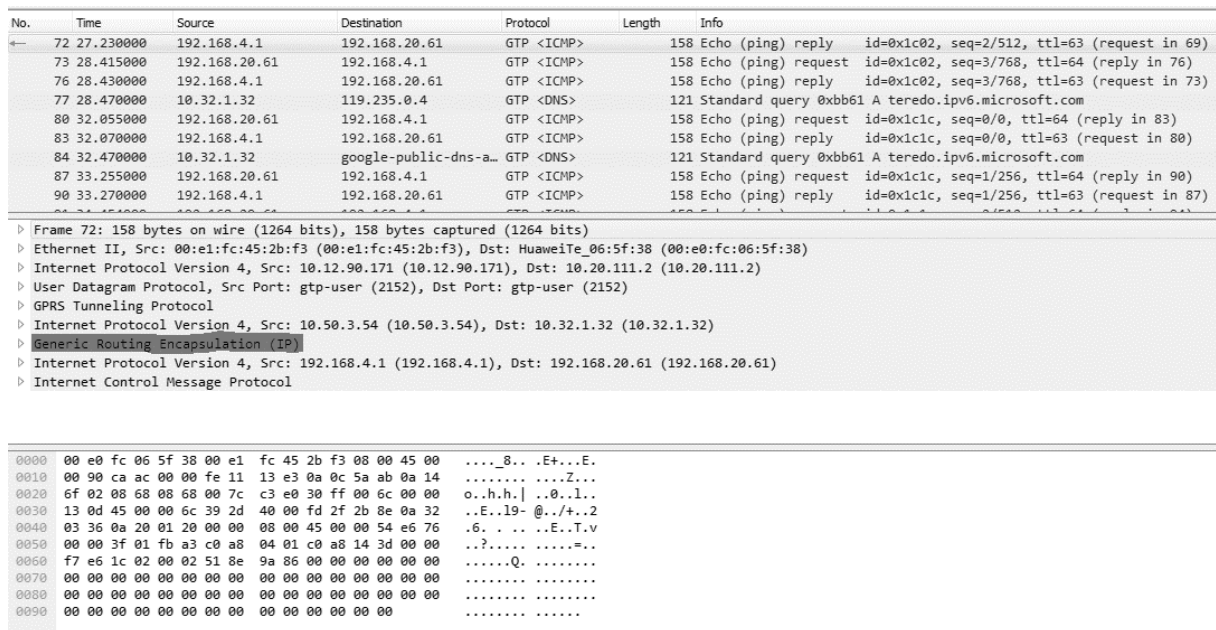 No. Time Source Destination Protocol Length Info
72 27.230000 192.168.4.1 192.168.20.61 GTP <ICMP> 158 Echo (ping) reply id=0x1c02, seq=2/512, ttl=63 (request in 69)
73 28.415000 192.168.20.61 192.168.4.1 GTP <ICMP> 158 Echo (ping) request id=0x1c02, seq=3/768, ttl=64 (reply in 76)
76 28.430000 192.168.4.1 192.168.20.61 GTP <ICMP> 158 Echo (ping) reply id=0x1c02, seq=3/768, ttl=63 (request in 73)
77 28.470000 10.32.1.32 119.235.0.4 GTP <DNS> 121 Standard query 0xbb61 A teredo.ipv6.microsoft.com
80 32.055000 192.168.20.61 192.168.4.1 GTP <ICMP> 158 Echo (ping) request id=0x1c1c, seq=0/0, ttl=64 (reply in 83)
83 32.070000 192.168.4.1 192.168.20.61 GTP <ICMP> 158 Echo (ping) reply id=0x1c1c, seq=0/0, ttl=63 (request in 80)
84 32.470000 10.32.1.32 google-public-dns-a… GTP <DNS> 121 Standard query 0xbb61 A teredo.ipv6.microsoft.com
87 33.255000 192.168.20.61 192.168.4.1 GTP <ICMP> 158 Echo (ping) request id=0x1c1c, seq=1/256, ttl=64 (reply in 90)
90 33.270000 192.168.4.1 192.168.20.61 GTP <ICMP> 158 Echo (ping) reply id=0x1c1c, seq=1/256, ttl=63 (request in 87)
Frame 72: 158 bytes on wire (1264 bits), 158 bytes captured (1264 bits)
Ethernet II, Src: 00:e1:fc:45:2b:f3 (00:e1:fc:45:2b:f3), Dst: HuaweiTe_06:5f:38 (00:e0:fc:06:5f:38)
Internet Protocol Version 4, Src: 10.12.90.171 (10.12.90.171), Dst: 10.20.111.2 (10.20.111.2)
User Datagram Protocol, Src Port: gtp-user (2152), Dst Port: gtp-user (2152)
GPRS Tunneling Protocol
Internet Protocol Version 4, Src: 10.50.3.54 (10.50.3.54), Dst: 10.32.1.32 (10.32.1.32)
Generic Routing Encapsulation (IP)
Internet Protocol Version 4, Src: 192.168.4.1 (192.168.4.1), Dst: 192.168.20.61 (192.168.20.61)
Internet Control Message Protocol
0000 00 e0 fc 06 5f 38 00 e1 fc 45 2b f3 08 00 45 00 ...._8.. .E+...E.
0010 00 90 ca ac 00 00 fe 11 13 e3 0a 0c 5a ab 0a 14 ........ ....Z...
0020 6f 02 08 68 08 68 00 7c c3 e0 30 ff 00 6c 00 00 o..h.h.| ..0..l..
0030 13 0d 45 00 00 6c 39 2d 40 00 fd 2f 2b 8e 0a 32 ..E..l9- @../+..2
0040 03 36 0a 20 01 20 00 00 08 00 45 00 00 54 e6 76 .6. . .. ..E..T.v
0050 00 00 3f 01 fb a3 c0 a8 04 01 c0 a8 14 3d 00 00 ..?..... .....=..
0060 f7 e6 1c 02 00 02 51 8e 9a 86 00 00 00 00 00 00 ......Q. ........
0070 00 00 00 00 00 00 00 00 00 00 00 00 00 00 00 00 ........ ........
0080 00 00 00 00 00 00 00 00 00 00 00 00 00 00 00 00 ........ ........
0090 00 00 00 00 00 00 00 00 00 00 00 00 00 00 ........ ......